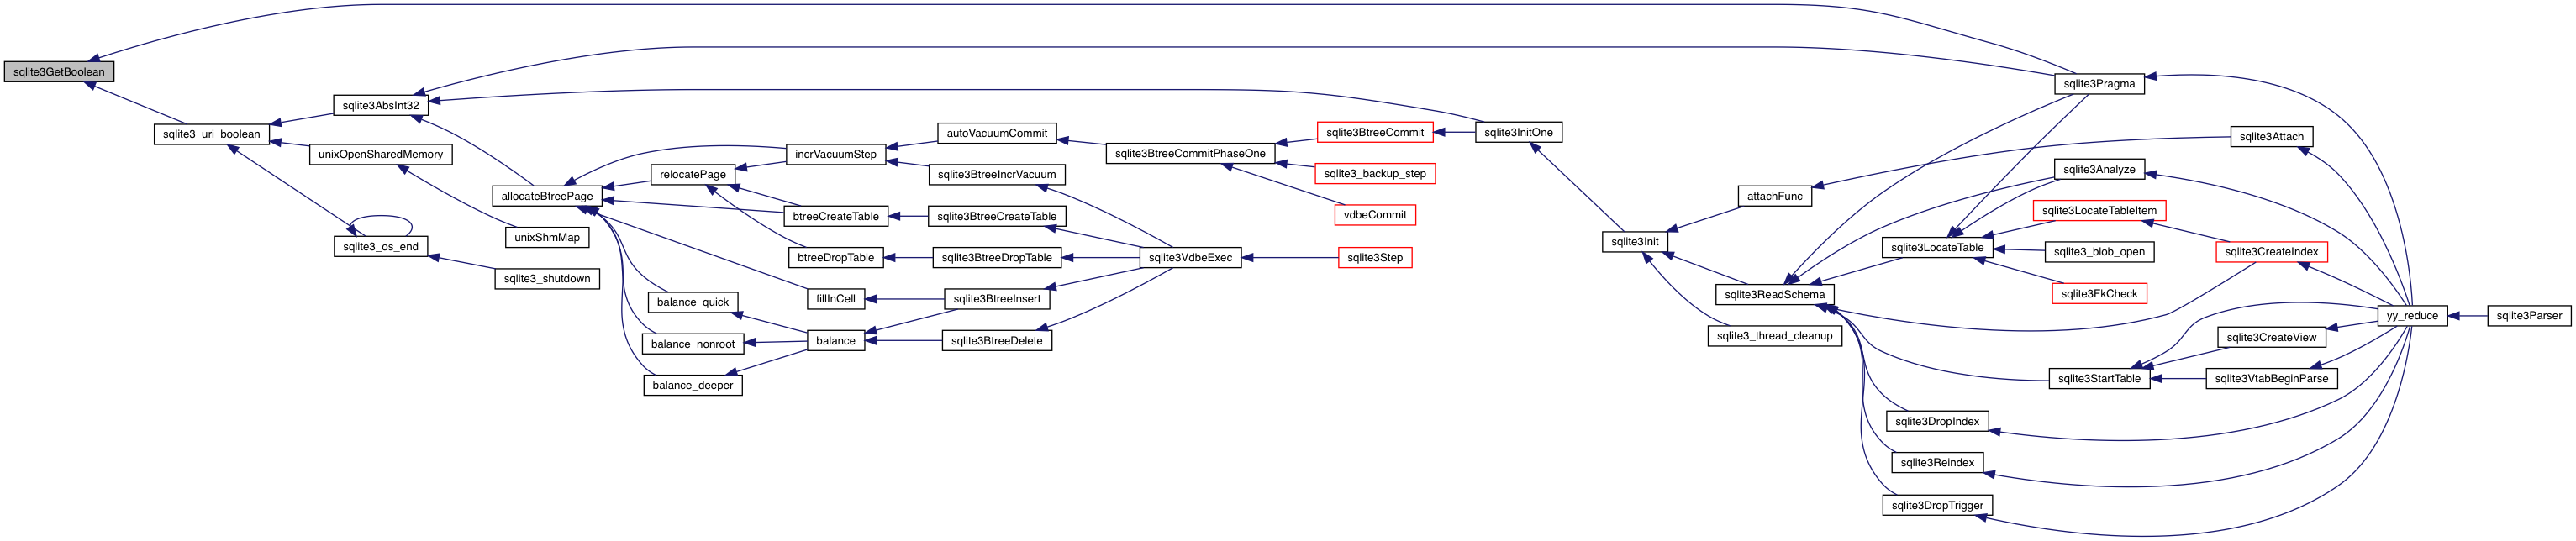 sqlite3GetBoolean
sqlite3_uri_boolean
sqlite3AbsInt32
unixOpenSharedMemory
sqlite3_os_end
allocateBtreePage
unixShmMap
sqlite3_shutdown
relocatePage
balance_quick
balance_nonroot
balance_deeper
incrVacuumStep
btreeCreateTable
btreeDropTable
fillInCell
balance
autoVacuumCommit
sqlite3BtreeIncrVacuum
sqlite3BtreeCreateTable
sqlite3BtreeDropTable
sqlite3BtreeInsert
sqlite3BtreeDelete
sqlite3BtreeCommitPhaseOne
sqlite3VdbeExec
sqlite3BtreeCommit
sqlite3_backup_step
vdbeCommit
sqlite3Step
sqlite3InitOne
sqlite3Init
attachFunc
sqlite3ReadSchema
sqlite3_thread_cleanup
sqlite3LocateTable
sqlite3DropIndex
sqlite3Reindex
sqlite3DropTrigger
sqlite3Pragma
sqlite3Analyze
sqlite3LocateTableItem
sqlite3_blob_open
sqlite3FkCheck
sqlite3StartTable
sqlite3Attach
sqlite3CreateIndex
sqlite3CreateView
sqlite3VtabBeginParse
yy_reduce
sqlite3Parser